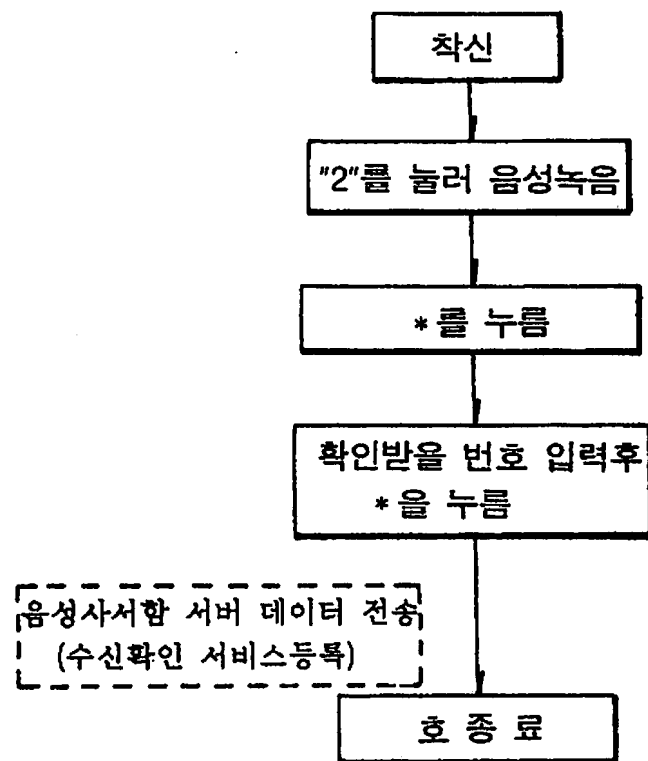 착신
"2"를 눌러 음성녹음
*를 누름
확인받을 번호 입력후
*을 누름
음성사서함 서버 데이터 전송
(수신확인 서비스등록)
호 종 료